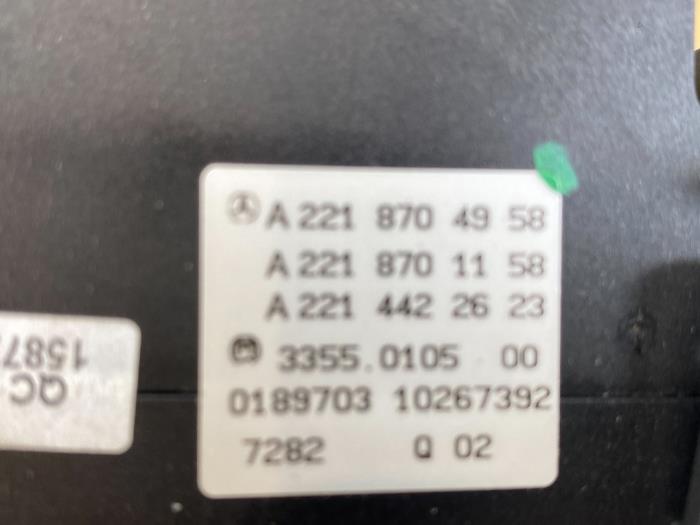 A 221 870 49 58
A 221 870 11 58
A 221 442 26 23
3355.0105 00
0189703 10267392
7282 Q 02
QC
1587